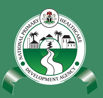 NATIONAL PRIMARY HEALTHCARE
DEVELOPMENT AGENCY